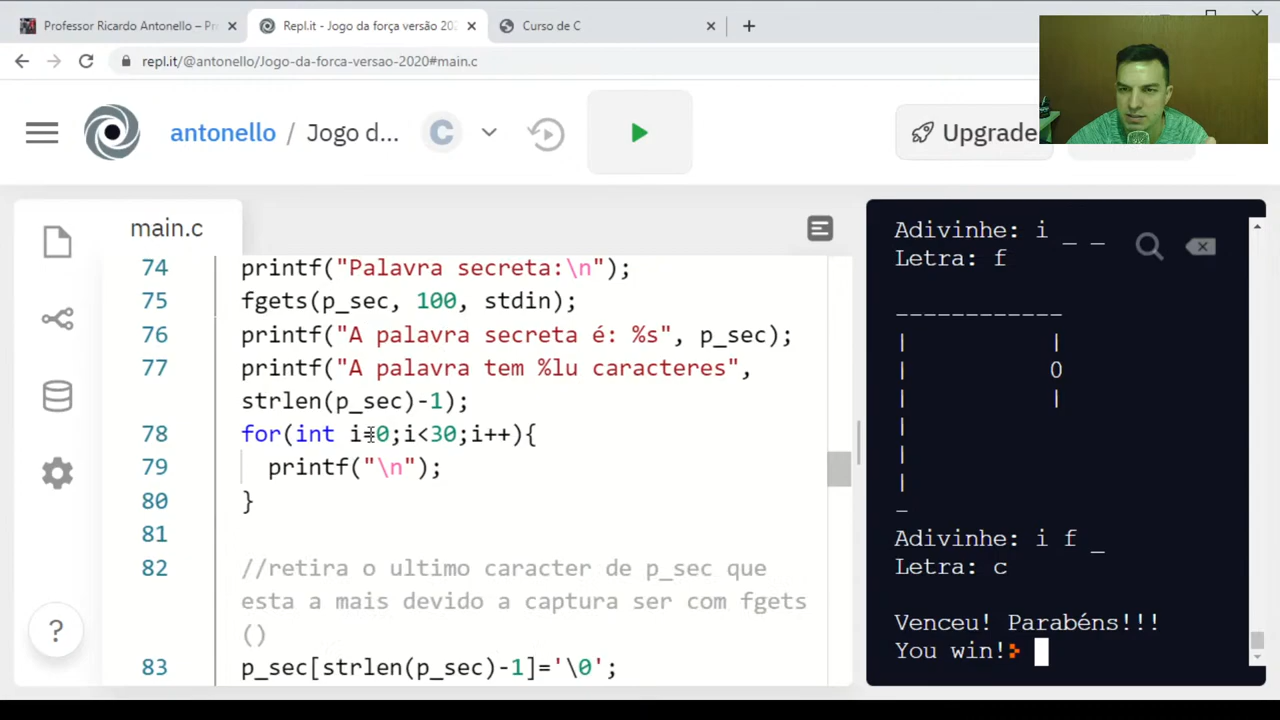 Professor Ricardo Antonello – Pr
Repl.it - Jogo da força versão 202
Curso de C
repl.it/@antonello/Jogo-da-forca-versao-2020#main.c
antonello / Jogo d...
C
Upgrade
main.c
74 printf("Palavra secreta:\n");
75 fgets(p_sec, 100, stdin);
76 printf("A palavra secreta é: %s", p_sec);
77 printf("A palavra tem %lu caracteres",
strlen(p_sec)-1);
78 for(int i=0;i<30;i++){
79 printf("\n");
80 }
81
82 //retira o ultimo caracter de p_sec que
esta a mais devido a captura ser com fgets
()
83 p_sec[strlen(p_sec)-1]='\0';
?
Adivinhe: i _ _
Letra: f
____________
| |
| 0
| |
|
|
|
_
Adivinhe: i f _
Letra: c
Venceu! Parabéns!!!
You win!